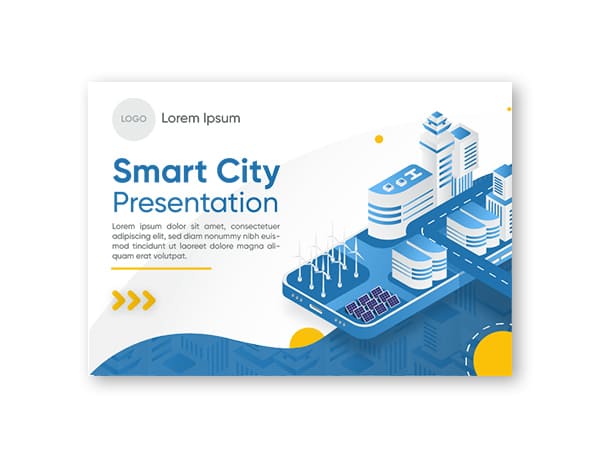 LOGO
Lorem Ipsum
Smart City
Presentation
Lorem ipsum dolor sit amet, consectetuer
adipiscing elit, sed diam nonummy nibh euis-
mod tincidunt ut laoreet dolore magna ali-
quam erat volutpat.